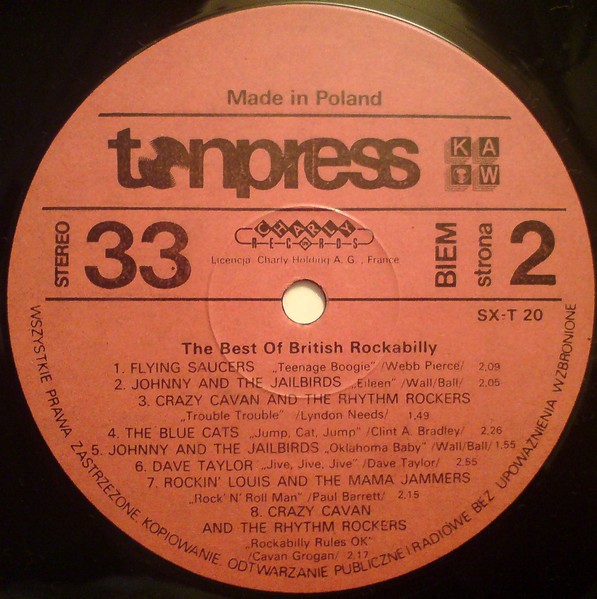 Made in Poland
tonpress
KAW
STEREO
33
CHARLY
RECORDS
Licencja: Charly Holding A. G. , France
BIEM
strona
2
SX-T 20
The Best Of British Rockabilly
1. FLYING SAUCERS „Teenage Boogie" /Webb Pierce/ 2,09
2. JOHNNY AND THE JAILBIRDS „Eileen" /Wall/Ball/ 2.05
3. CRAZY CAVAN AND THE RHYTHM ROCKERS
„Trouble Trouble" /Lyndon Needs/ 1,49
4. THE BLUE CATS „Jump, Cat, Jump" /Clint A. Bradley/ 2.26
5. JOHNNY AND THE JAILBIRDS „Oklahoma Baby" /Wall/Ball/ 1.55
6. DAVE TAYLOR „Jive, Jive, Jive" /Dave Taylor/ 2.55
7. ROCKIN' LOUIS AND THE MAMA JAMMERS
„Rock' N' Roll Man" /Paul Barrett/ 2.15
8. CRAZY CAVAN
AND THE RHYTHM ROCKERS
„Rockabilly Rules OK"
/Cavan Grogan/ 2.17
WSZYSTKIE PRAWA ZASTRZEŻONE. KOPIOWANIE, ODTWARZANIE PUBLICZNE I RADIOWE BEZ UPOWAŻNIENIA WZBRONIONE